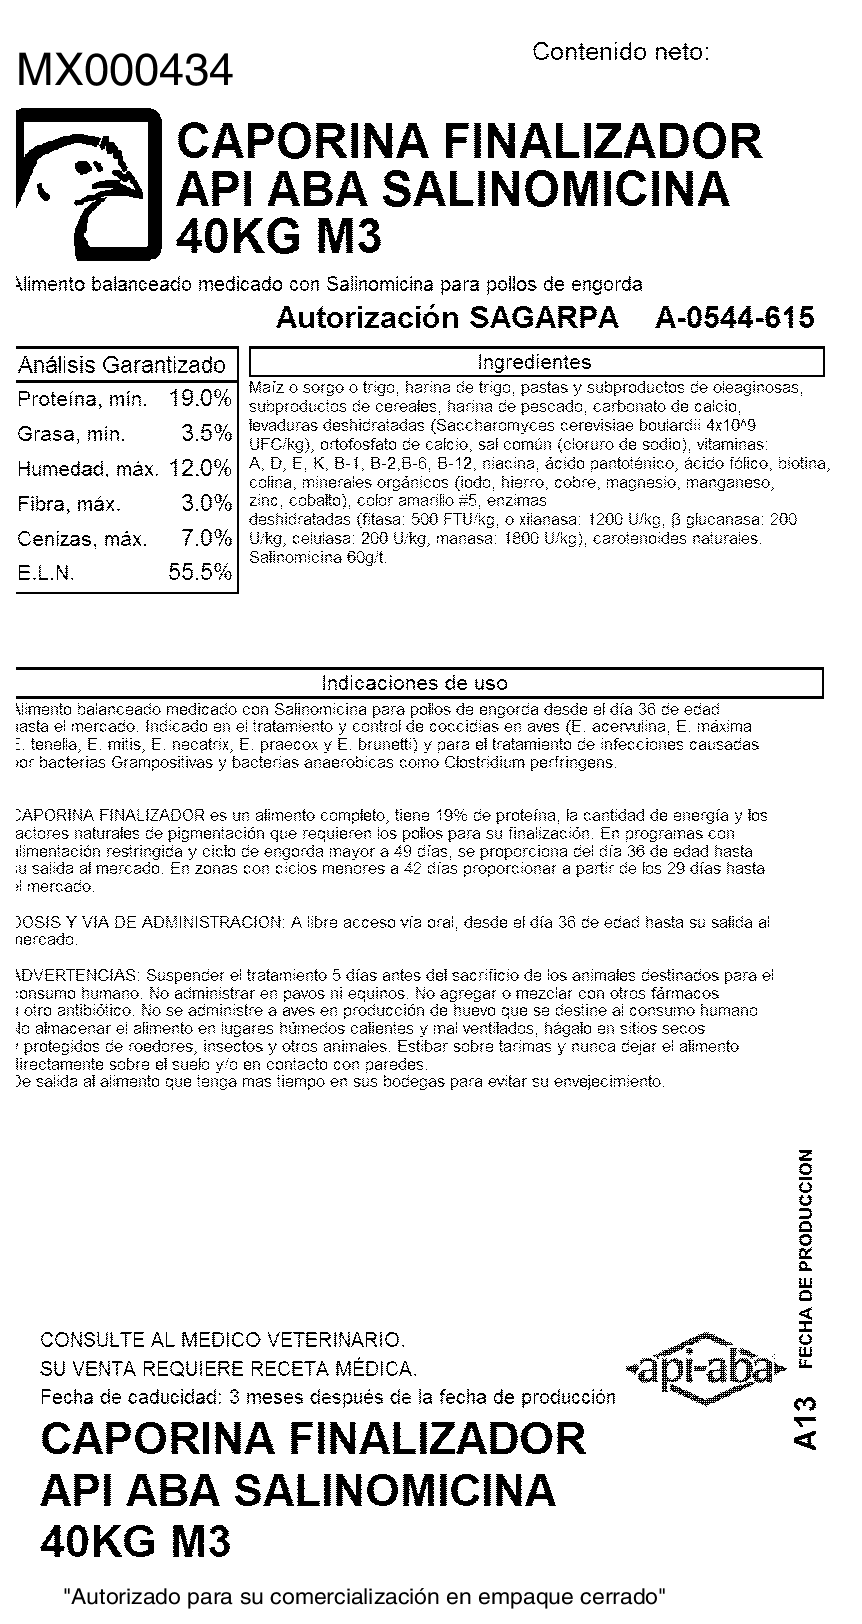 Contenido neto:
MX000434
CAPORINA FINALIZADOR
API ABA SALINOMICINA
40KG M3
Alimento balanceado medicado con Salinomicina para pollos de engorda
Autorización SAGARPA A-0544-615
Análisis Garantizado
Proteína, mín. 19.0%
Grasa, mín. 3.5%
Humedad, máx. 12.0%
Fibra, máx. 3.0%
Cenizas, máx. 7.0%
E.L.N. 55.5%
Ingredientes
Maíz o sorgo o trigo, harina de trigo, pastas y subproductos de oleaginosas,
subproductos de cereales, harina de pescado, carbonato de calcio,
levaduras deshidratadas (Saccharomyces cerevisiae boulardii 4x10^9
UFC/kg), ortofosfato de calcio, sal común (cloruro de sodio), vitaminas:
A, D, E, K, B-1, B-2,B-6, B-12, niacina, ácido pantoténico, ácido fólico, biotina,
colina, minerales orgánicos (iodo, hierro, cobre, magnesio, manganeso,
zinc, cobalto), color amarillo #5, enzimas
deshidratadas (fitasa: 500 FTU/kg, o xilanasa: 1200 U/kg, β glucanasa: 200
U/kg, celulasa: 200 U/kg, manasa: 1800 U/kg), carotenoides naturales.
Salinomicina 60g/t.
Indicaciones de uso
Alimento balanceado medicado con Salinomicina para pollos de engorda desde el día 36 de edad
hasta el mercado. Indicado en el tratamiento y control de coccidias en aves (E. acervulina, E. máxima
E. tenella, E. mitis, E. necatrix, E. praecox y E. brunetti) y para el tratamiento de infecciones causadas
por bacterias Grampositivas y bacterias anaerobicas como Clostridium perfringens.
CAPORINA FINALIZADOR es un alimento completo, tiene 19% de proteína, la cantidad de energía y los
factores naturales de pigmentación que requieren los pollos para su finalización. En programas con
alimentación restringida y ciclo de engorda mayor a 49 días, se proporciona del día 36 de edad hasta
su salida al mercado. En zonas con ciclos menores a 42 días proporcionar a partir de los 29 días hasta
el mercado.
DOSIS Y VIA DE ADMINISTRACION: A libre acceso vía oral, desde el día 36 de edad hasta su salida al
mercado.
ADVERTENCIAS: Suspender el tratamiento 5 días antes del sacrificio de los animales destinados para el
consumo humano. No administrar en pavos ni equinos. No agregar o mezclar con otros fármacos
u otro antibiótico. No se administre a aves en producción de huevo que se destine al consumo humano
No almacenar el alimento en lugares húmedos calientes y mal ventilados, hágalo en sitios secos
y protegidos de roedores, insectos y otros animales. Estibar sobre tarimas y nunca dejar el alimento
directamente sobre el suelo y/o en contacto con paredes.
De salida al alimento que tenga mas tiempo en sus bodegas para evitar su envejecimiento.
FECHA DE PRODUCCION
A13
CONSULTE AL MEDICO VETERINARIO.
SU VENTA REQUIERE RECETA MÉDICA.
Fecha de caducidad: 3 meses después de la fecha de producción
api-aba
CAPORINA FINALIZADOR
API ABA SALINOMICINA
40KG M3
"Autorizado para su comercialización en empaque cerrado"